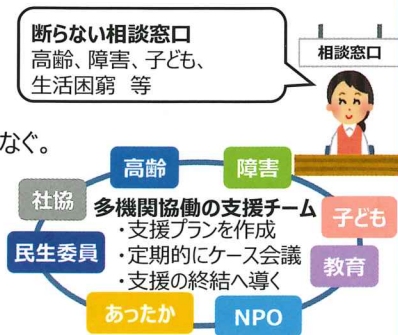 断らない相談窓口
高齢、障害、子ども、
生活困窮 等
相談窓口
なぐ。
高齢
障害
社協
多機関協働の支援チーム
子ども
・支援プランを作成
民生委員
・定期的にケース会議
教育
・支援の終結へ導く
あったか
NPO